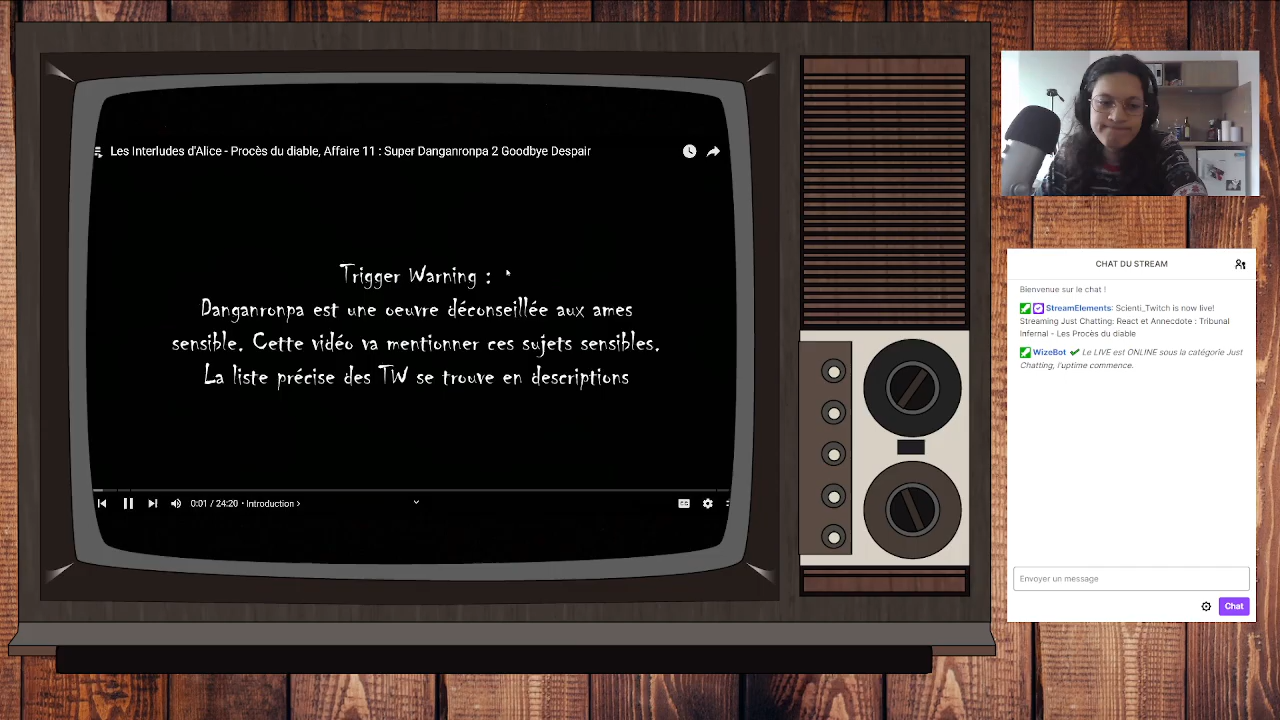 Les Interludes d'Alice - Procès du diable, Affaire 11 : Super Danganronpa 2 Goodbye Despair
Trigger Warning :
Danganronpa est une oeuvre déconseillée aux ames
sensible. Cette vidéo va mentionner ces sujets sensibles.
La liste précise des TW se trouve en descriptions
0:01 / 24:20 • Introduction >
CHAT DU STREAM
Bienvenue sur le chat !
StreamElements: Scienti_Twitch is now live!
Streaming Just Chatting: React et Annecdote : Tribunal
Infernal - Les Procès du diable
WizeBot ✔ Le LIVE est ONLINE sous la catégorie Just
Chatting, l'uptime commence.
Envoyer un message
Chat